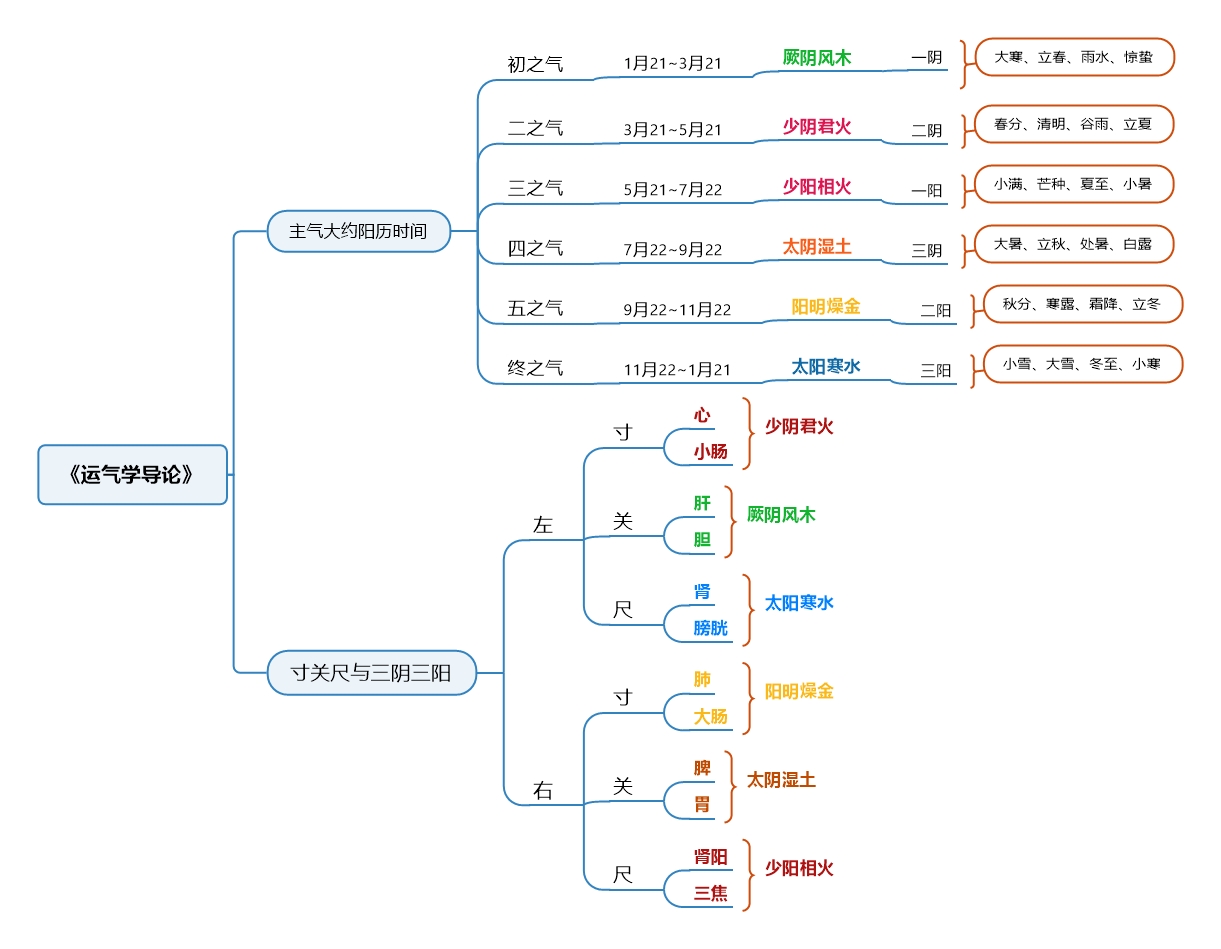 《运气学导论》
主气大约阳历时间
初之气 1月21~3月21 厥阴风木 一阴 大寒、立春、雨水、惊蛰
二之气 3月21~5月21 少阴君火 二阴 春分、清明、谷雨、立夏
三之气 5月21~7月22 少阳相火 一阳 小满、芒种、夏至、小暑
四之气 7月22~9月22 太阴湿土 三阴 大暑、立秋、处暑、白露
五之气 9月22~11月22 阳明燥金 二阳 秋分、寒露、霜降、立冬
终之气 11月22~1月21 太阳寒水 三阳 小雪、大雪、冬至、小寒
寸关尺与三阴三阳
左
寸
心
小肠
少阴君火
关
肝
胆
厥阴风木
尺
肾
膀胱
太阳寒水
右
寸
肺
大肠
阳明燥金
关
脾
胃
太阴湿土
尺
肾阳
三焦
少阳相火